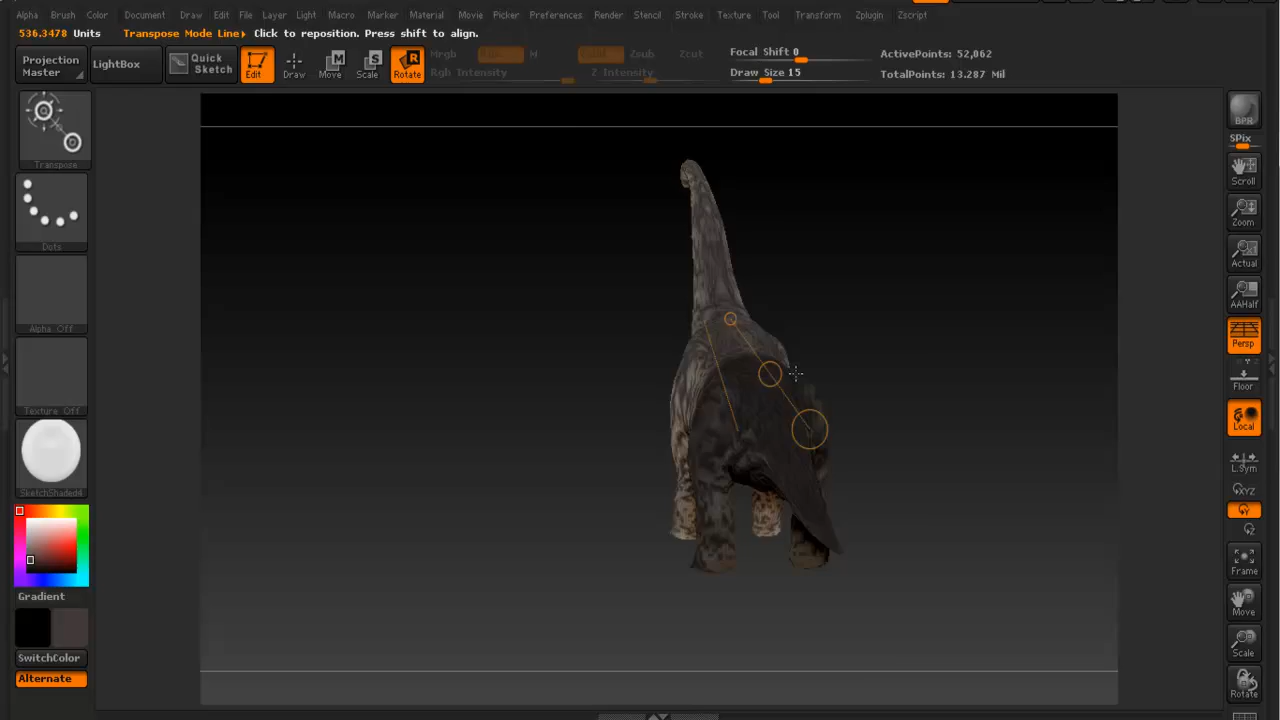 Alpha Brush Color Document Draw Edit File Layer Light Macro Marker Material Movie Picker Preferences Render Stencil Stroke Texture Tool Transform Zplugin Zscript
536.3478 Units Transpose Mode Line Click to reposition. Press shift to align.
Projection Master
LightBox
Quick Sketch
Edit
Draw
Move
Scale
Rotate
Mrgb M Zsub Zcut
Rgb Intensity Z Intensity
Focal Shift 0
Draw Size 15
ActivePoints: 52,062
TotalPoints: 13.287 Mil
Transpose
Dots
Alpha Off
Texture Off
SketchShaded4
Gradient
SwitchColor
Alternate
BPR
SPix
Scroll
Zoom
Actual
AAHalf
Persp
Floor
Local
L.Sym
XYZ
Y
Z
Frame
Move
Scale
Rotate